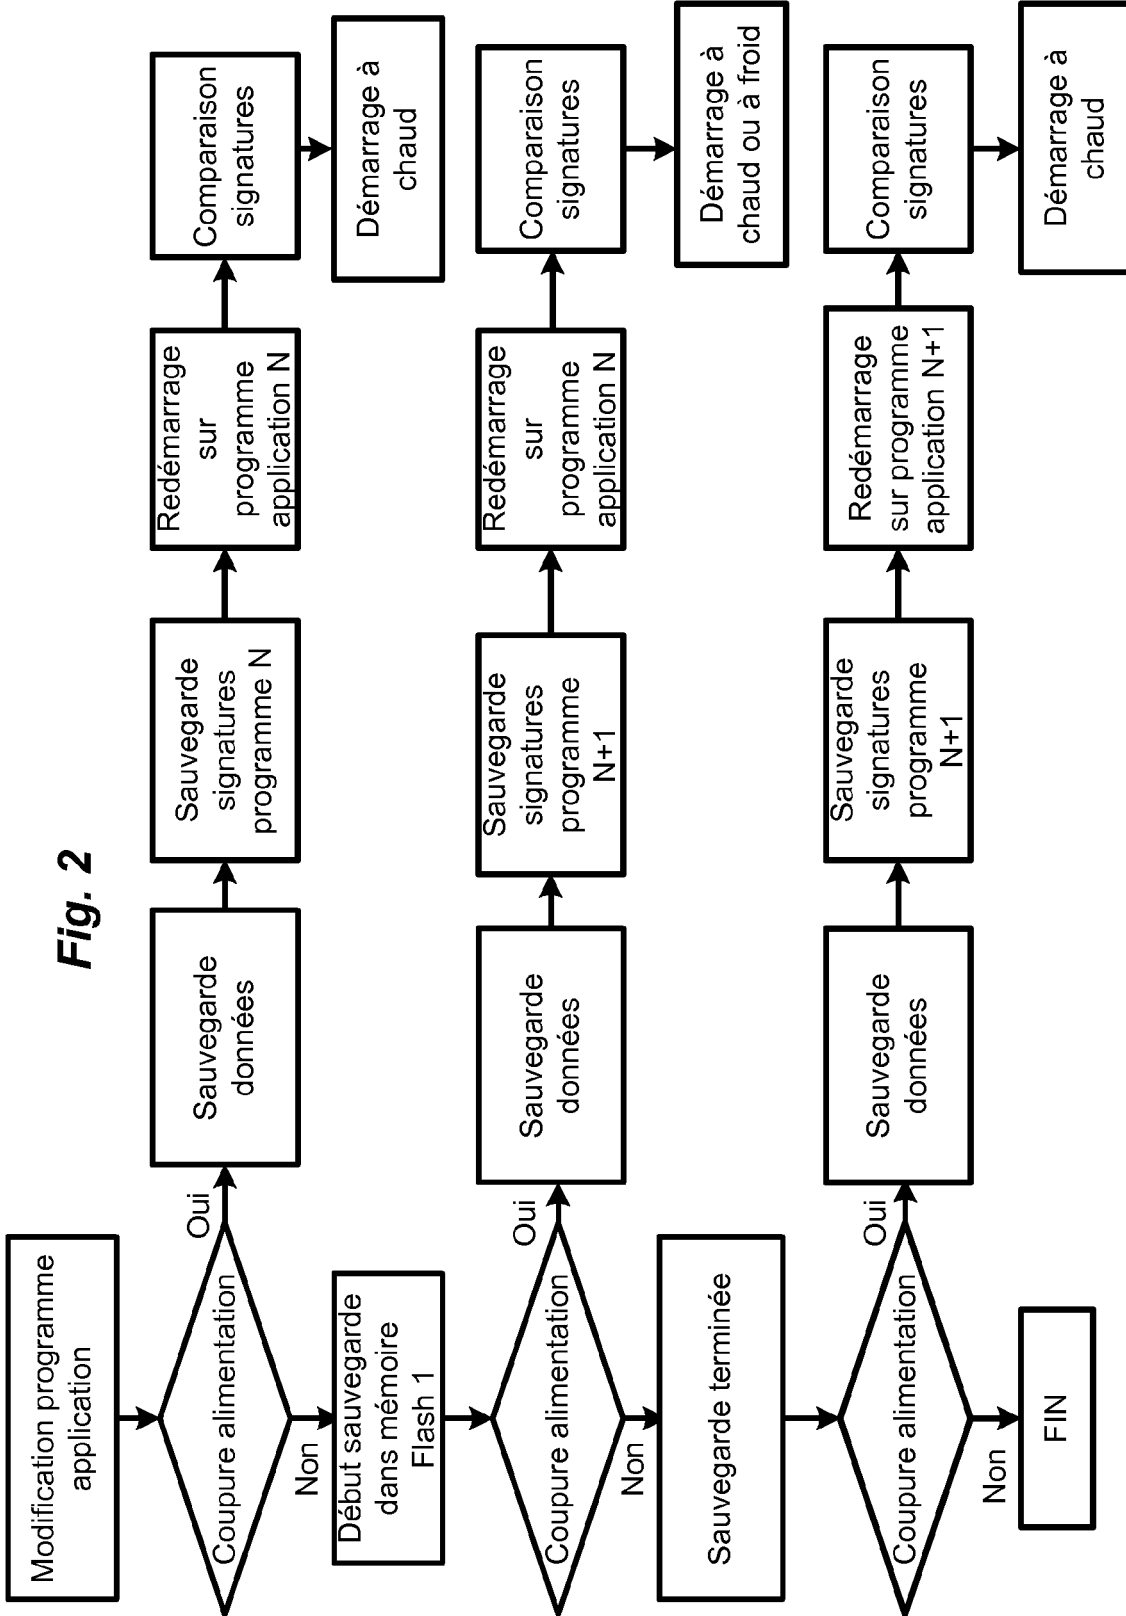 Fig. 2
Modification programme
application
Coupure alimentation
Oui
Sauvegarde
données
Sauvegarde
signatures
programme N
Redémarrage
sur
programme
application N
Comparaison
signatures
Démarrage à
chaud
Non
Début sauvegarde
dans mémoire
Flash 1
Coupure alimentation
Oui
Sauvegarde
données
Sauvegarde
signatures
programme
N+1
Redémarrage
sur
programme
application N
Comparaison
signatures
Démarrage à
chaud ou à froid
Non
Sauvegarde terminée
Coupure alimentation
Oui
Sauvegarde
données
Sauvegarde
signatures
programme
N+1
Redémarrage
sur programme
application N+1
Comparaison
signatures
Démarrage à
chaud
Non
FIN